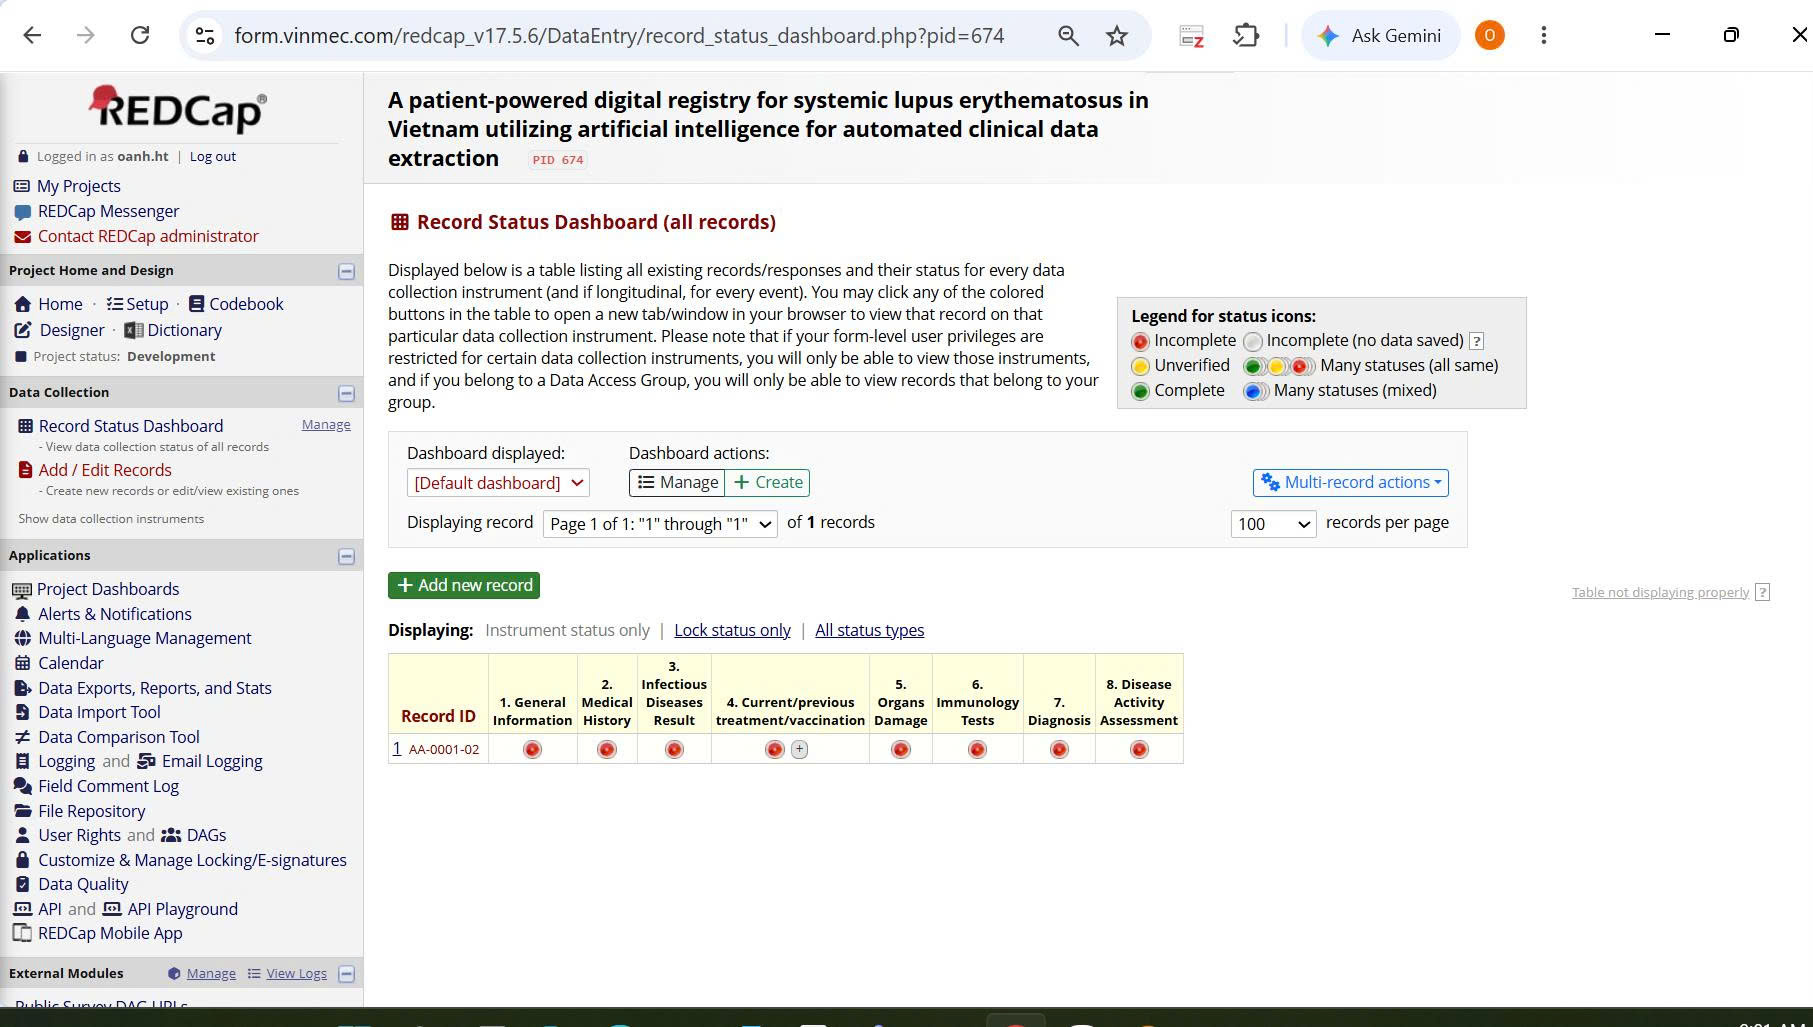 form.vinmec.com/redcap_v17.5.6/DataEntry/record_status_dashboard.php?pid=674
Ask Gemini
O
REDCap®
Logged in as oanh.ht | Log out
My Projects
REDCap Messenger
Contact REDCap administrator
Project Home and Design
Home · Setup · Codebook
Designer · Dictionary
Project status: Development
Data Collection
Record Status Dashboard Manage
- View data collection status of all records
Add / Edit Records
- Create new records or edit/view existing ones
Show data collection instruments
Applications
Project Dashboards
Alerts & Notifications
Multi-Language Management
Calendar
Data Exports, Reports, and Stats
Data Import Tool
Data Comparison Tool
Logging and Email Logging
Field Comment Log
File Repository
User Rights and DAGs
Customize & Manage Locking/E-signatures
Data Quality
API and API Playground
REDCap Mobile App
External Modules Manage View Logs
Public Survey DAG URLs
A patient-powered digital registry for systemic lupus erythematosus in
Vietnam utilizing artificial intelligence for automated clinical data
extraction PID 674
Record Status Dashboard (all records)
Displayed below is a table listing all existing records/responses and their status for every data
collection instrument (and if longitudinal, for every event). You may click any of the colored
buttons in the table to open a new tab/window in your browser to view that record on that
particular data collection instrument. Please note that if your form-level user privileges are
restricted for certain data collection instruments, you will only be able to view those instruments,
and if you belong to a Data Access Group, you will only be able to view records that belong to your
group.
Legend for status icons:
Incomplete Incomplete (no data saved) ?
Unverified Many statuses (all same)
Complete Many statuses (mixed)
Dashboard displayed: Dashboard actions:
[Default dashboard] Manage + Create Multi-record actions
Displaying record Page 1 of 1: "1" through "1" of 1 records 100 records per page
+ Add new record
Table not displaying properly ?
Displaying: Instrument status only | Lock status only | All status types
Record ID
1. General
Information
2.
Medical
History
3.
Infectious
Diseases
Result
4. Current/previous
treatment/vaccination
5.
Organs
Damage
6.
Immunology
Tests
7.
Diagnosis
8. Disease
Activity
Assessment
1 AA-0001-02 +